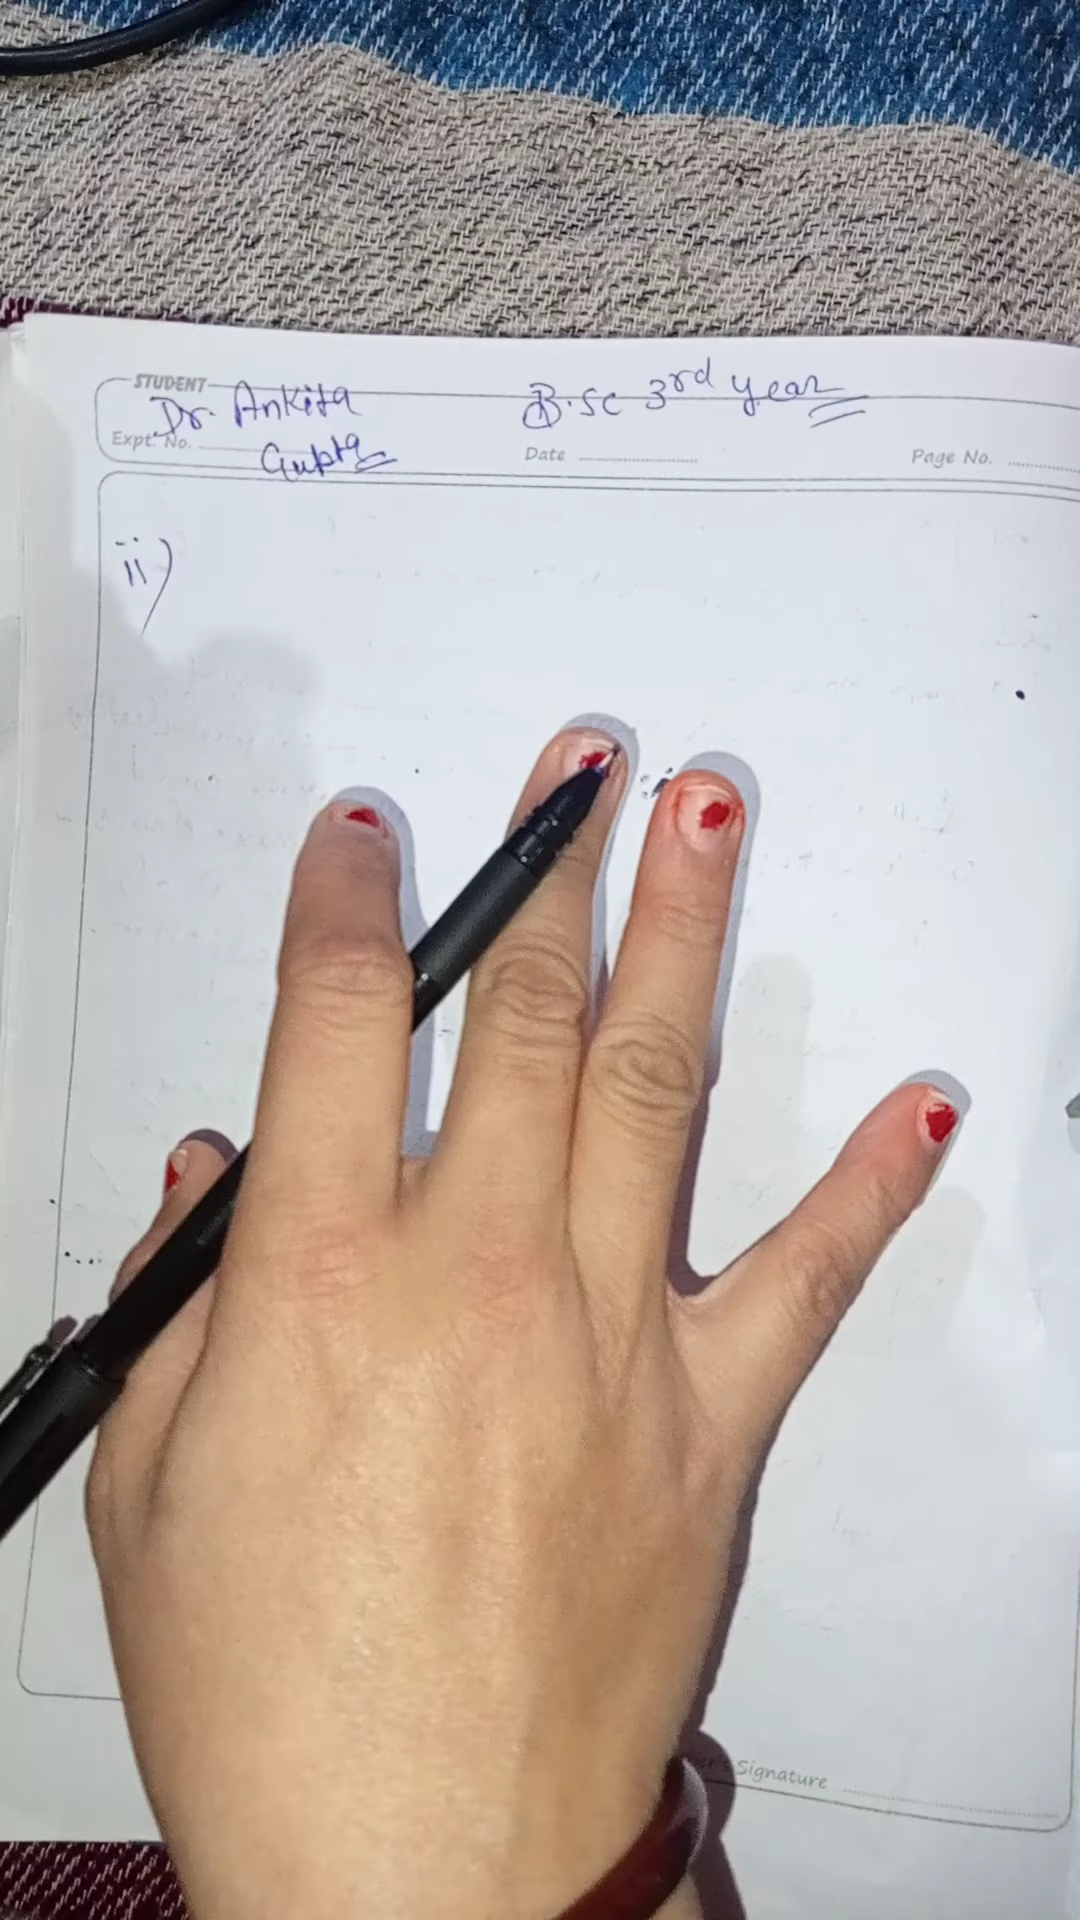 STUDENT
Dr. Ankita B.Sc 3rd year
Expt. No.
Gupta Date Page No.
ii)
Signature